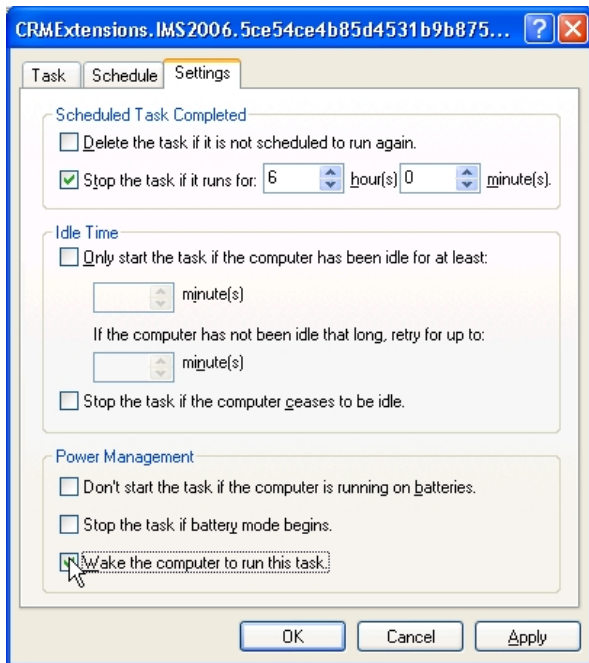 CRMExtensions.IMS2006.5ce54ce4b85d4531b9b875...
Task Schedule Settings
Scheduled Task Completed
Delete the task if it is not scheduled to run again.
Stop the task if it runs for: 6 hour(s) 0 minute(s).
Idle Time
Only start the task if the computer has been idle for at least:
minute(s)
If the computer has not been idle that long, retry for up to:
minute(s)
Stop the task if the computer ceases to be idle.
Power Management
Don't start the task if the computer is running on batteries.
Stop the task if battery mode begins.
Wake the computer to run this task.
OK Cancel Apply